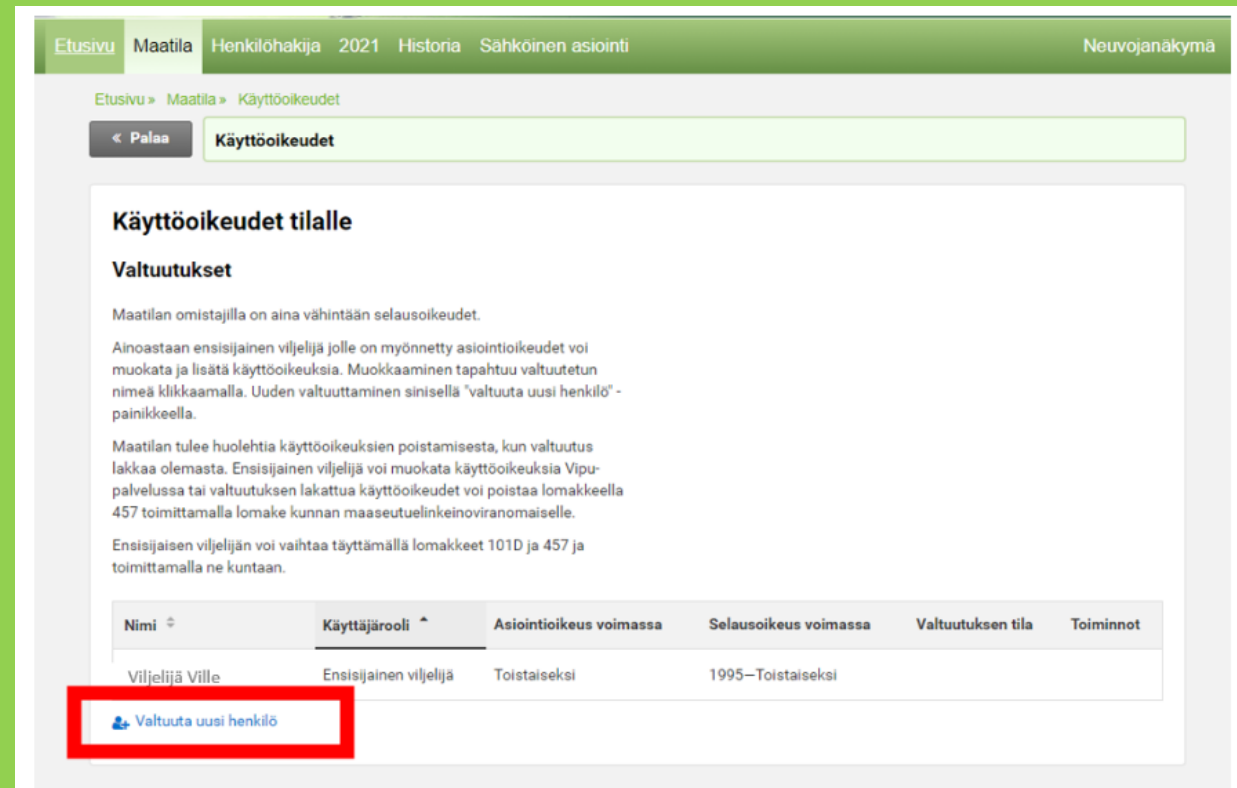 Etusivu Maatila Henkilöhakija 2021 Historia Sähköinen asiointi Neuvojanäkymä
Etusivu » Maatila » Käyttöoikeudet
« Palaa Käyttöoikeudet
Käyttöoikeudet tilalle
Valtuutukset
Maatilan omistajilla on aina vähintään selausoikeudet.
Ainoastaan ensisijainen viljelijä jolle on myönnetty asiointioikeudet voi
muokata ja lisätä käyttöoikeuksia. Muokkaaminen tapahtuu valtuutetun
nimeä klikkaamalla. Uuden valtuuttaminen sinisellä "valtuuta uusi henkilö" -
painikkeella.
Maatilan tulee huolehtia käyttöoikeuksien poistamisesta, kun valtuutus
lakkaa olemasta. Ensisijainen viljelijä voi muokata käyttöoikeuksia Vipu-
palvelussa tai valtuutuksen lakattua käyttöoikeudet voi poistaa lomakkeella
457 toimittamalla lomake kunnan maaseutuelinkeinoviranomaiselle.
Ensisijaisen viljelijän voi vaihtaa täyttämällä lomakkeet 101D ja 457 ja
toimittamalla ne kuntaan.
Nimi Käyttäjärooli Asiointioikeus voimassa Selausoikeus voimassa Valtuutuksen tila Toiminnot
Viljelijä Ville Ensisijainen viljelijä Toistaiseksi 1995—Toistaiseksi
Valtuuta uusi henkilö